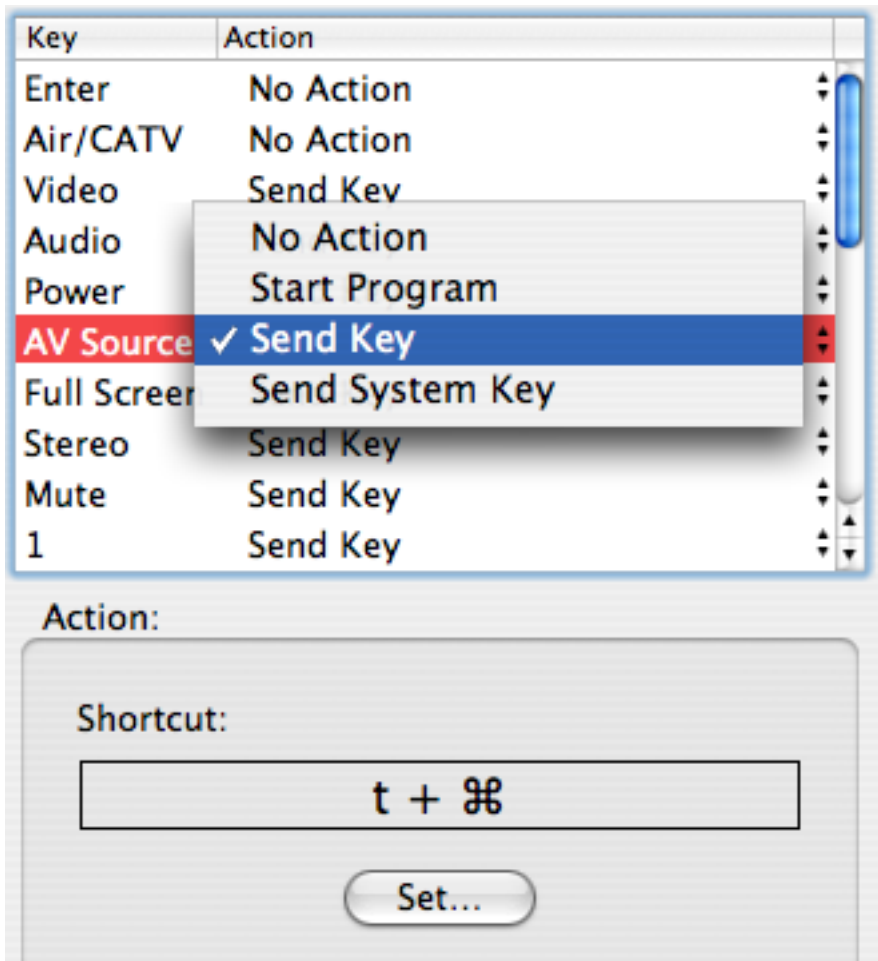 Key Action
Enter No Action
Air/CATV No Action
Video Send Key
Audio No Action
Power Start Program
AV Source ✓ Send Key
Full Screen Send System Key
Stereo Send Key
Mute Send Key
1 Send Key
Action:
Shortcut:
t + ⌘
Set...